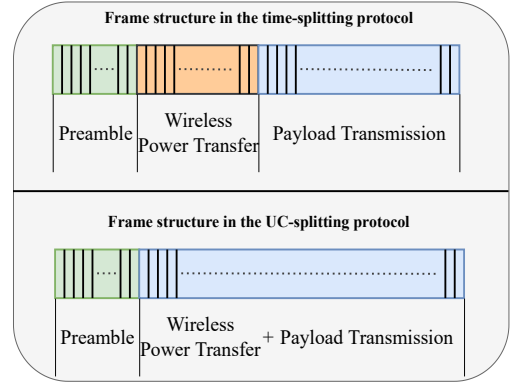 Frame structure in the time-splitting protocol
Preamble
Wireless
Power Transfer
Payload Transmission
Frame structure in the UC-splitting protocol
Preamble
Wireless
Power Transfer + Payload Transmission